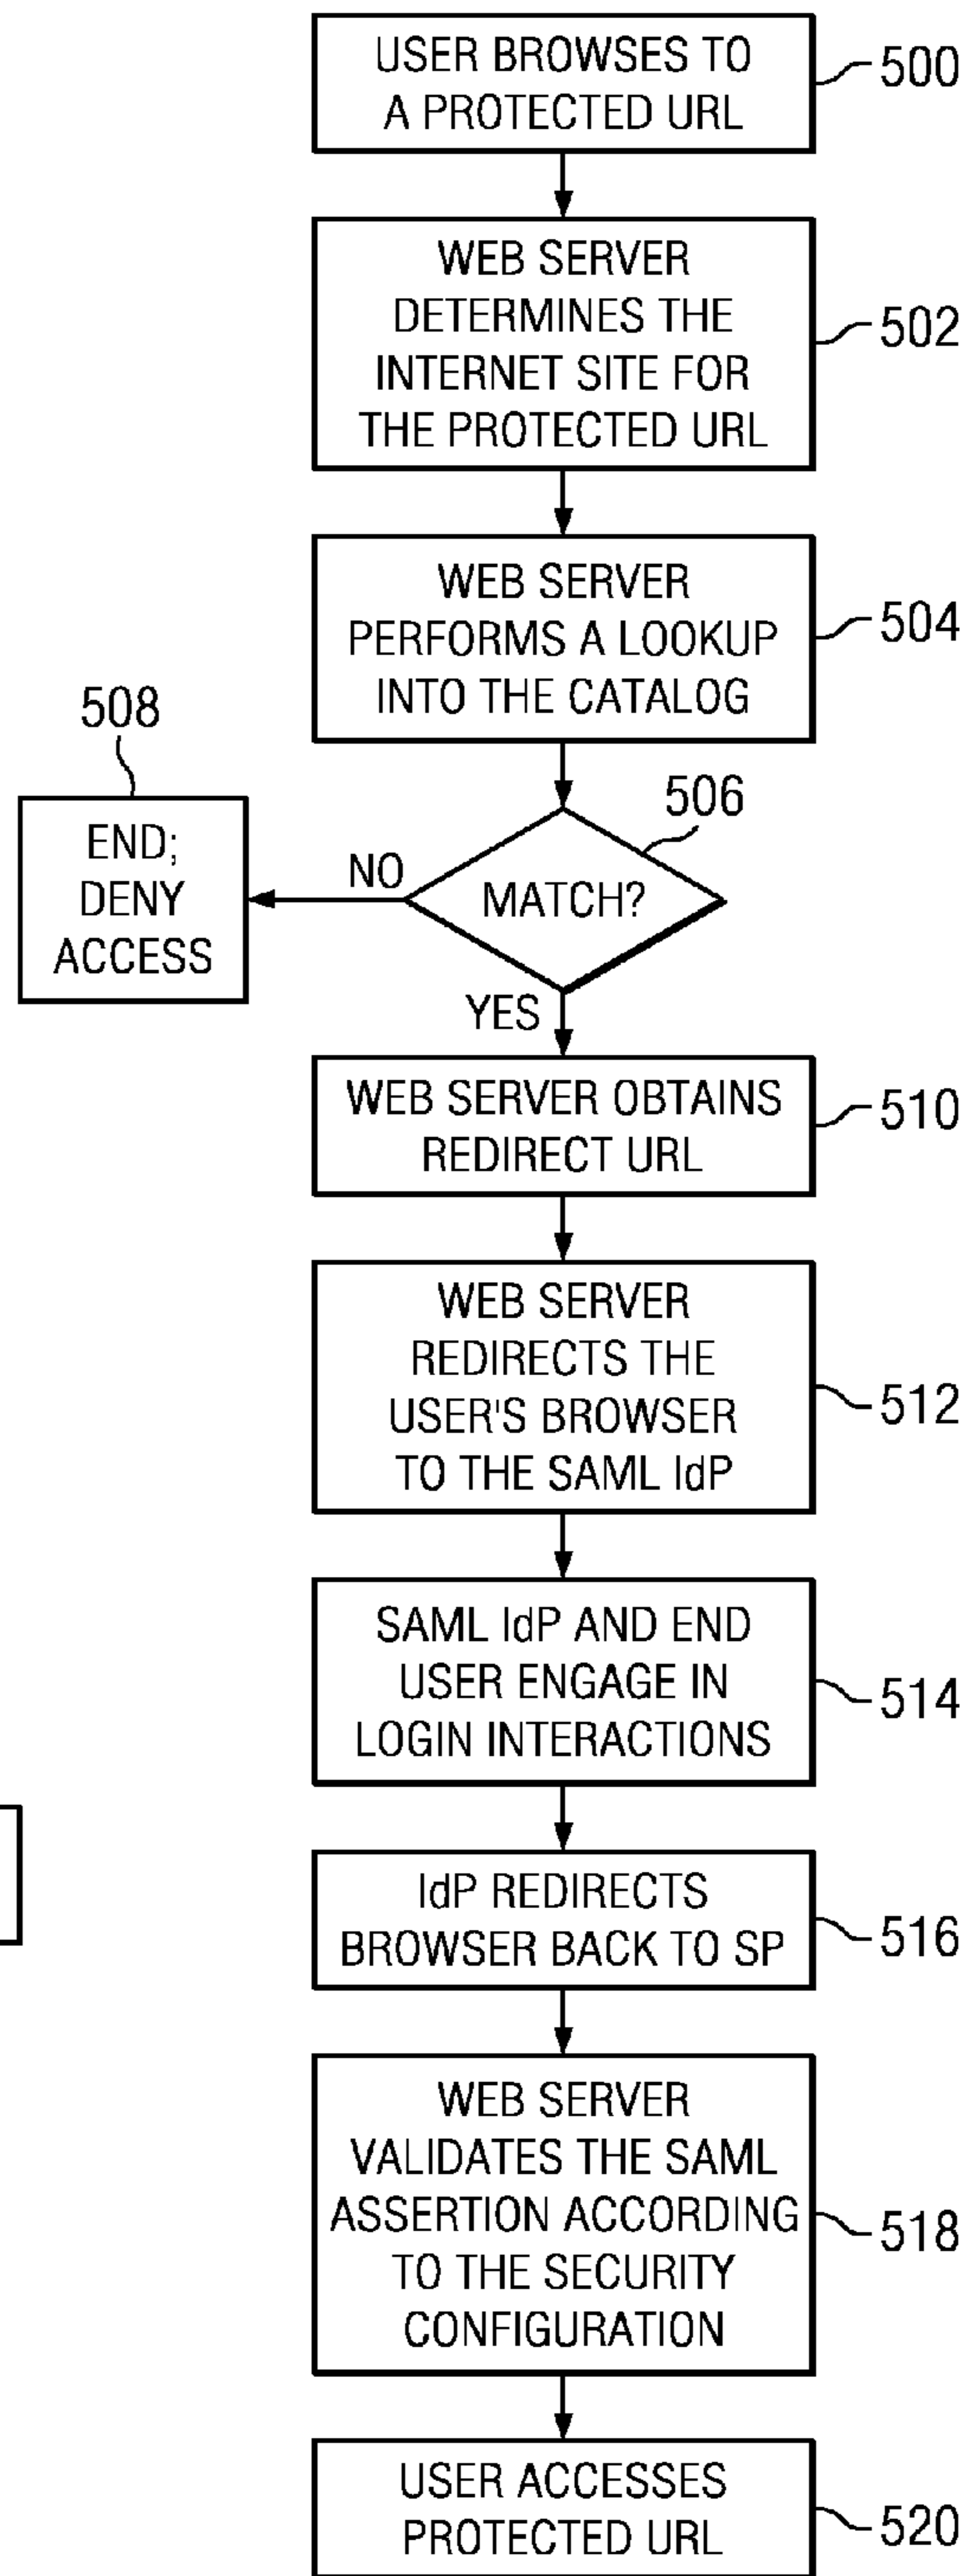 USER BROWSES TO
A PROTECTED URL
500
WEB SERVER
DETERMINES THE
INTERNET SITE FOR
THE PROTECTED URL
502
WEB SERVER
PERFORMS A LOOKUP
INTO THE CATALOG
504
508
END;
DENY
ACCESS
NO
506
MATCH?
YES
WEB SERVER OBTAINS
REDIRECT URL
510
WEB SERVER
REDIRECTS THE
USER'S BROWSER
TO THE SAML IdP
512
SAML IdP AND END
USER ENGAGE IN
LOGIN INTERACTIONS
514
IdP REDIRECTS
BROWSER BACK TO SP
516
WEB SERVER
VALIDATES THE SAML
ASSERTION ACCORDING
TO THE SECURITY
CONFIGURATION
518
USER ACCESSES
PROTECTED URL
520